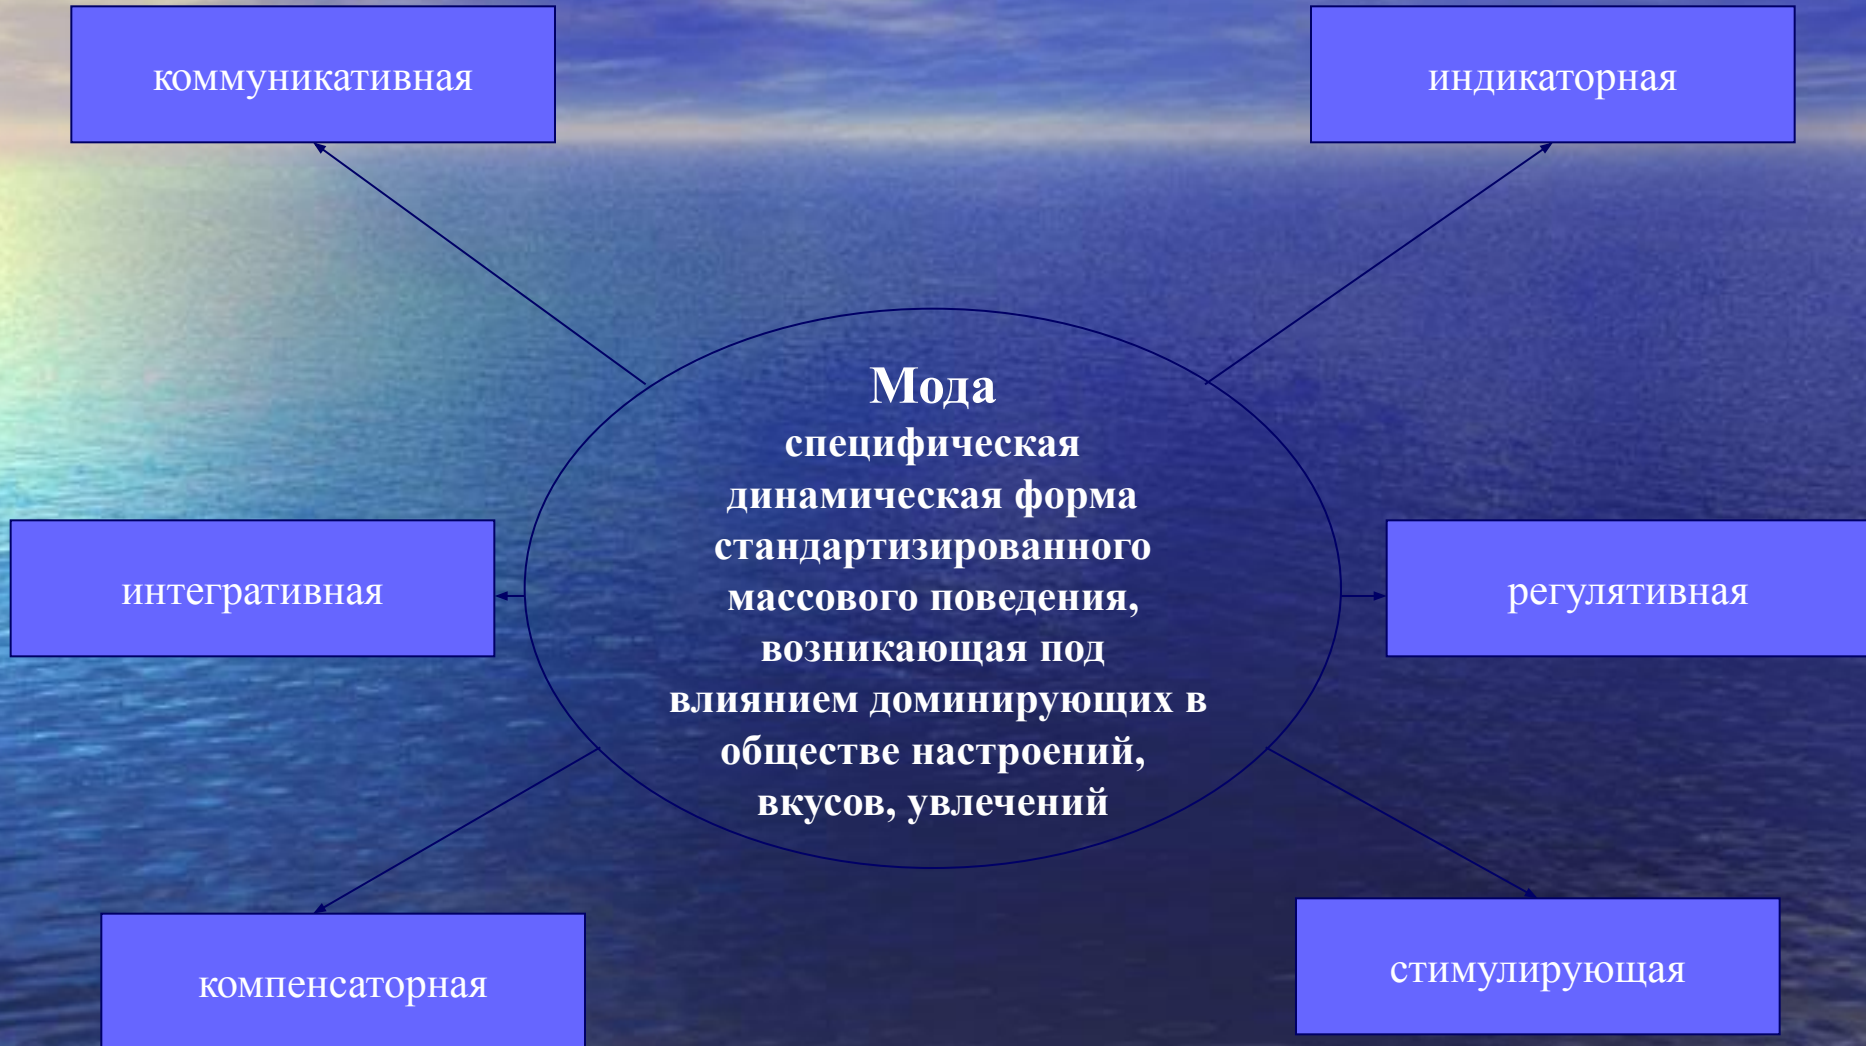 коммуникативная
индикаторная
Мода
специфическая
динамическая форма
стандартизированного
массового поведения,
возникающая под
влиянием доминирующих в
обществе настроений,
вкусов, увлечений
интегративная
регулятивная
компенсаторная
стимулирующая